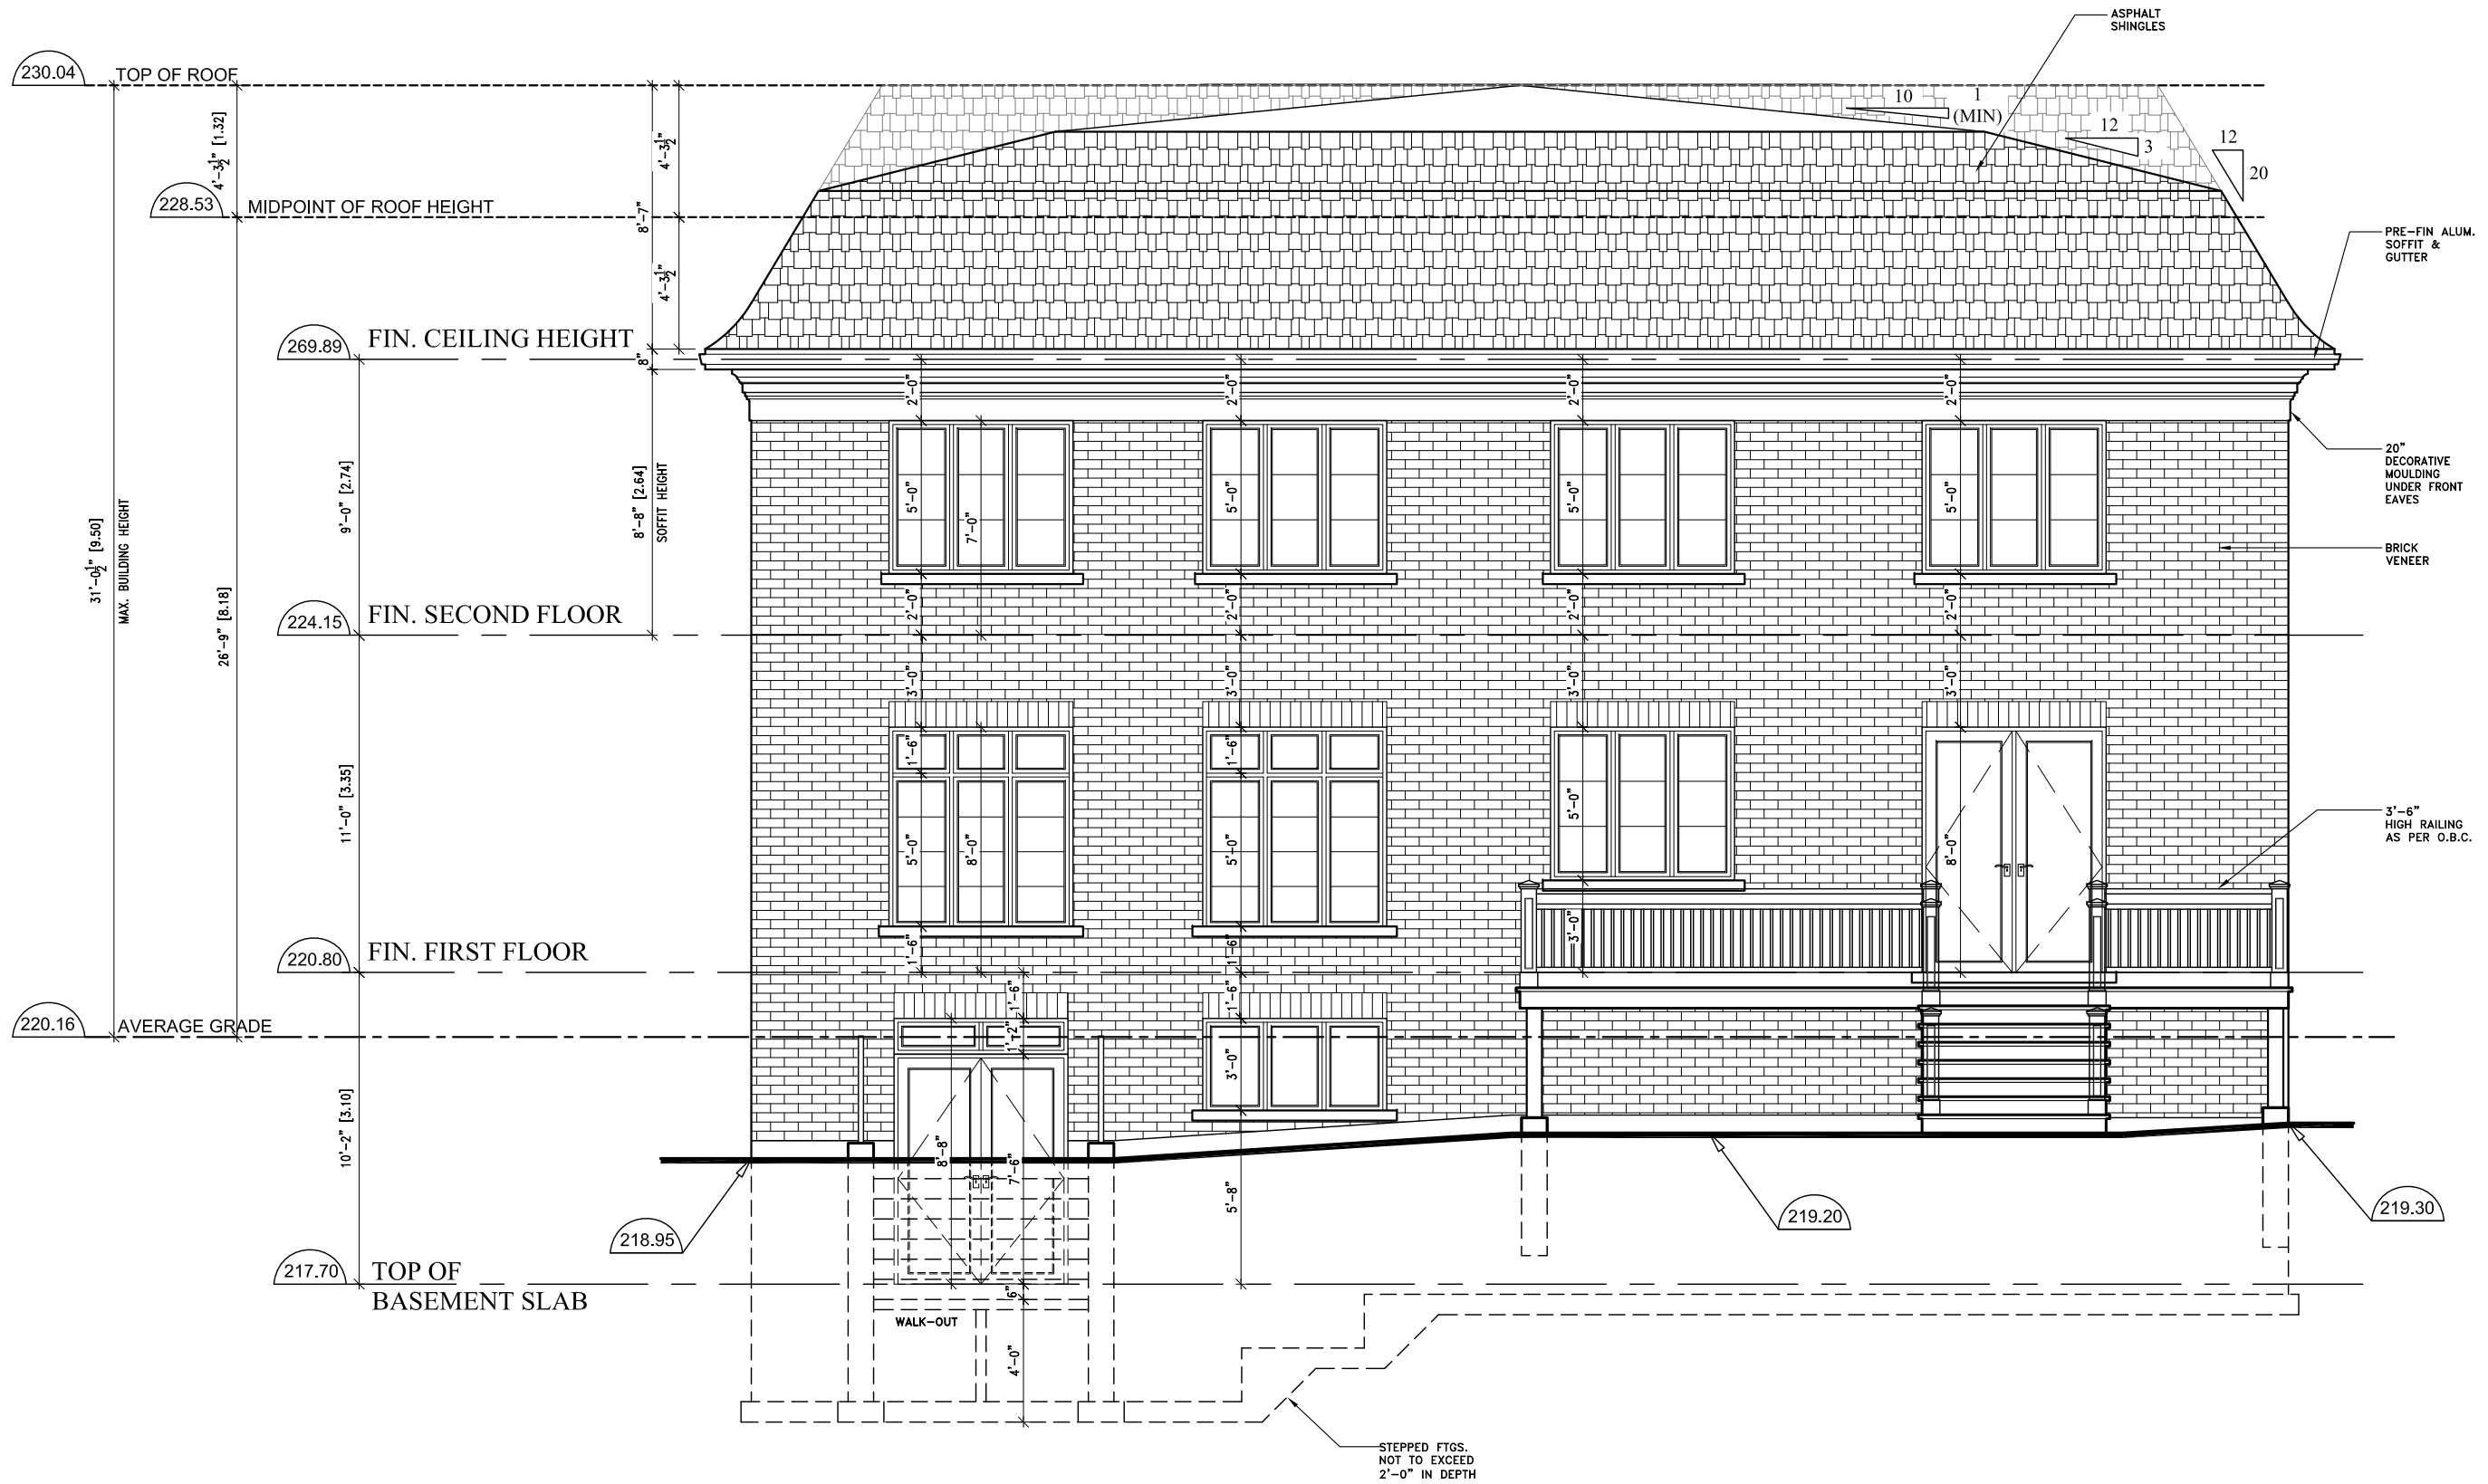 ASPHALT
SHINGLES
230.04 TOP OF ROOF
10 1
(MIN)
12
3
12
20
4'-3½" [1.32]
4'-3½"
228.53 MIDPOINT OF ROOF HEIGHT
8'-7"
4'-3½"
PRE-FIN ALUM.
SOFFIT &
GUTTER
269.89 FIN. CEILING HEIGHT
8"
2'-0" 2'-0" 2'-0" 2'-0"
20"
DECORATIVE
MOULDING
UNDER FRONT
EAVES
9'-0" [2.74]
8'-8" [2.64]
SOFFIT HEIGHT
5'-0" 7'-0" 5'-0" 5'-0" 5'-0"
BRICK
VENEER
31'-0½" [9.50]
MAX. BUILDING HEIGHT
26'-9" [8.18]
2'-0" 2'-0" 2'-0" 2'-0"
224.15 FIN. SECOND FLOOR
3'-0" 3'-0" 3'-0" 3'-0"
1'-6" 1'-6"
11'-0" [3.35]
5'-0" 8'-0" 5'-0" 5'-0" 8'-0"
3'-6"
HIGH RAILING
AS PER O.B.C.
1'-6" 1'-6" 3'-0"
220.80 FIN. FIRST FLOOR
1'-6" 1'-6"
220.16 AVERAGE GRADE
1'-2"
3'-0"
10'-2" [3.10]
8'-8" 7'-6" 5'-8"
218.95
219.20
219.30
217.70 TOP OF
BASEMENT SLAB
6"
WALK-OUT
4'-0"
STEPPED FTGS.
NOT TO EXCEED
2'-0" IN DEPTH